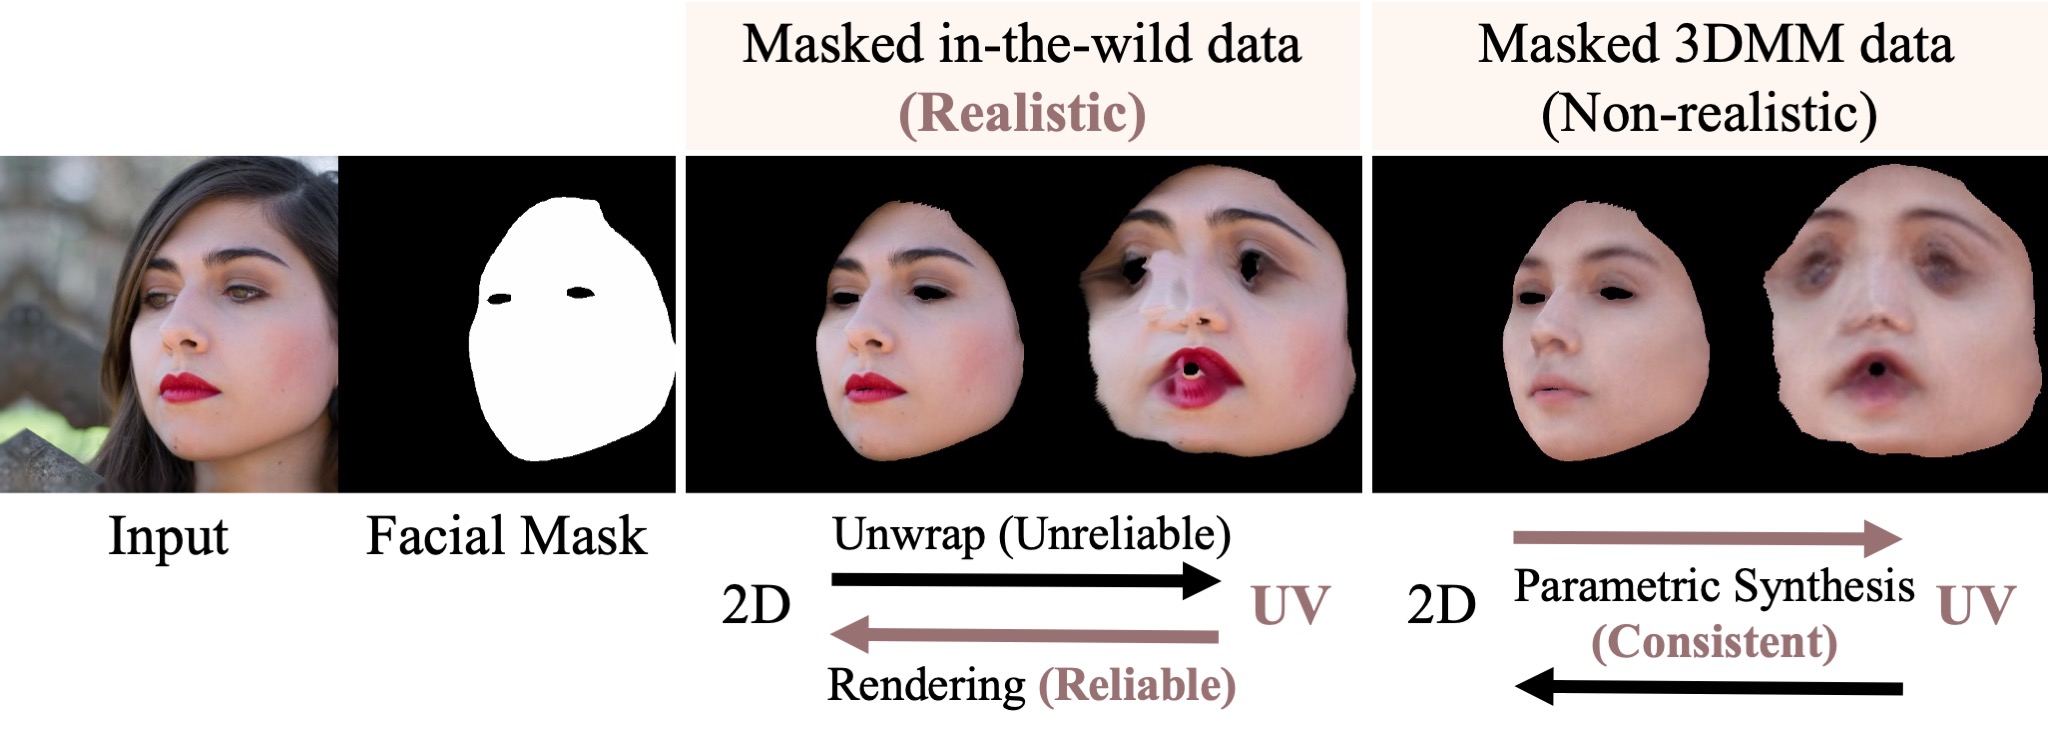 Masked in-the-wild data
(Realistic)
Masked 3DMM data
(Non-realistic)
Input
Facial Mask
Unwrap (Unreliable)
2D
UV
Rendering (Reliable)
2D
Parametric Synthesis
(Consistent)
UV